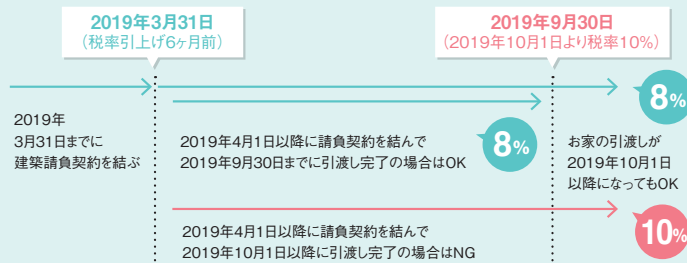 2019年3月31日
（税率引上げ6ヶ月前）
2019年9月30日
（2019年10月1日より税率10%）
8%
2019年
3月31日までに
建築請負契約を結ぶ
2019年4月1日以降に請負契約を結んで
2019年9月30日までに引渡し完了の場合はOK
8%
お家の引渡しが
2019年10月1日
以降になってもOK
2019年4月1日以降に請負契約を結んで
2019年10月1日以降に引渡し完了の場合はNG
10%